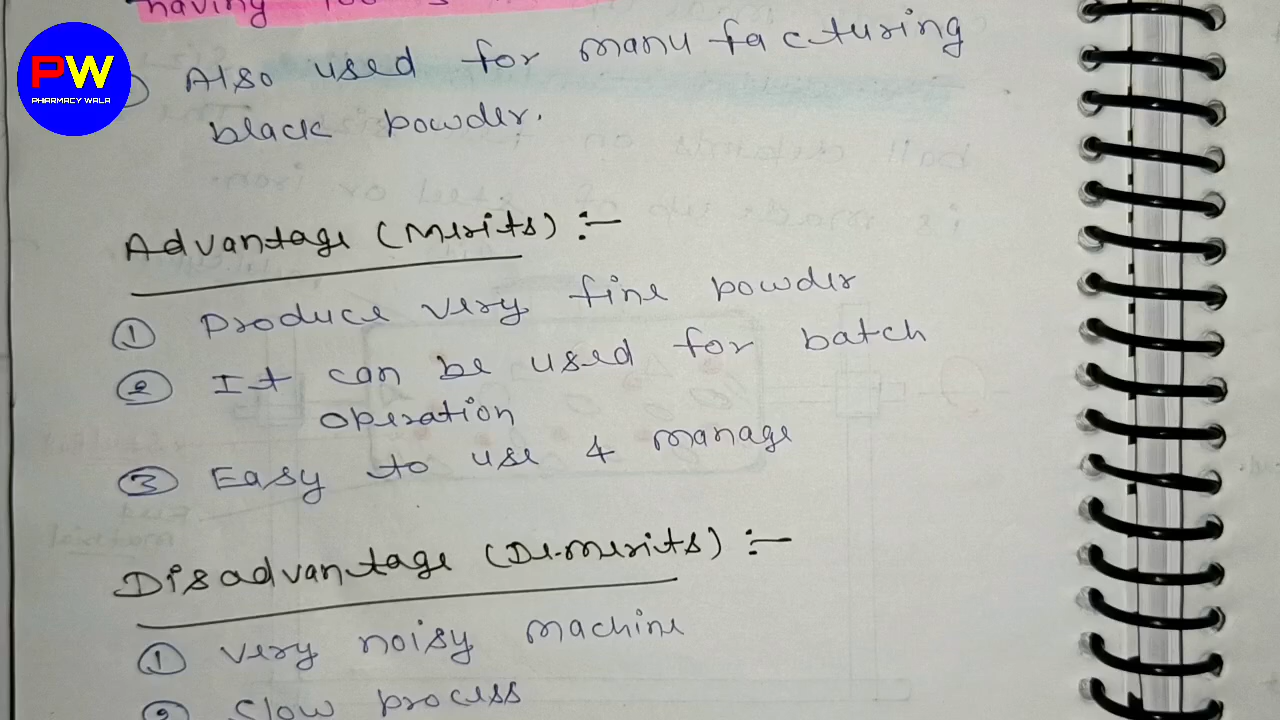 having
PW
PHARMACY WALA
Also used for manufacturing
black powder.
Advantage (Merits) :-
① Produce very fine powder
② It can be used for batch
operation
③ Easy to use & manage
Disadvantage (De-merits) :-
① very noisy machine
② Slow process